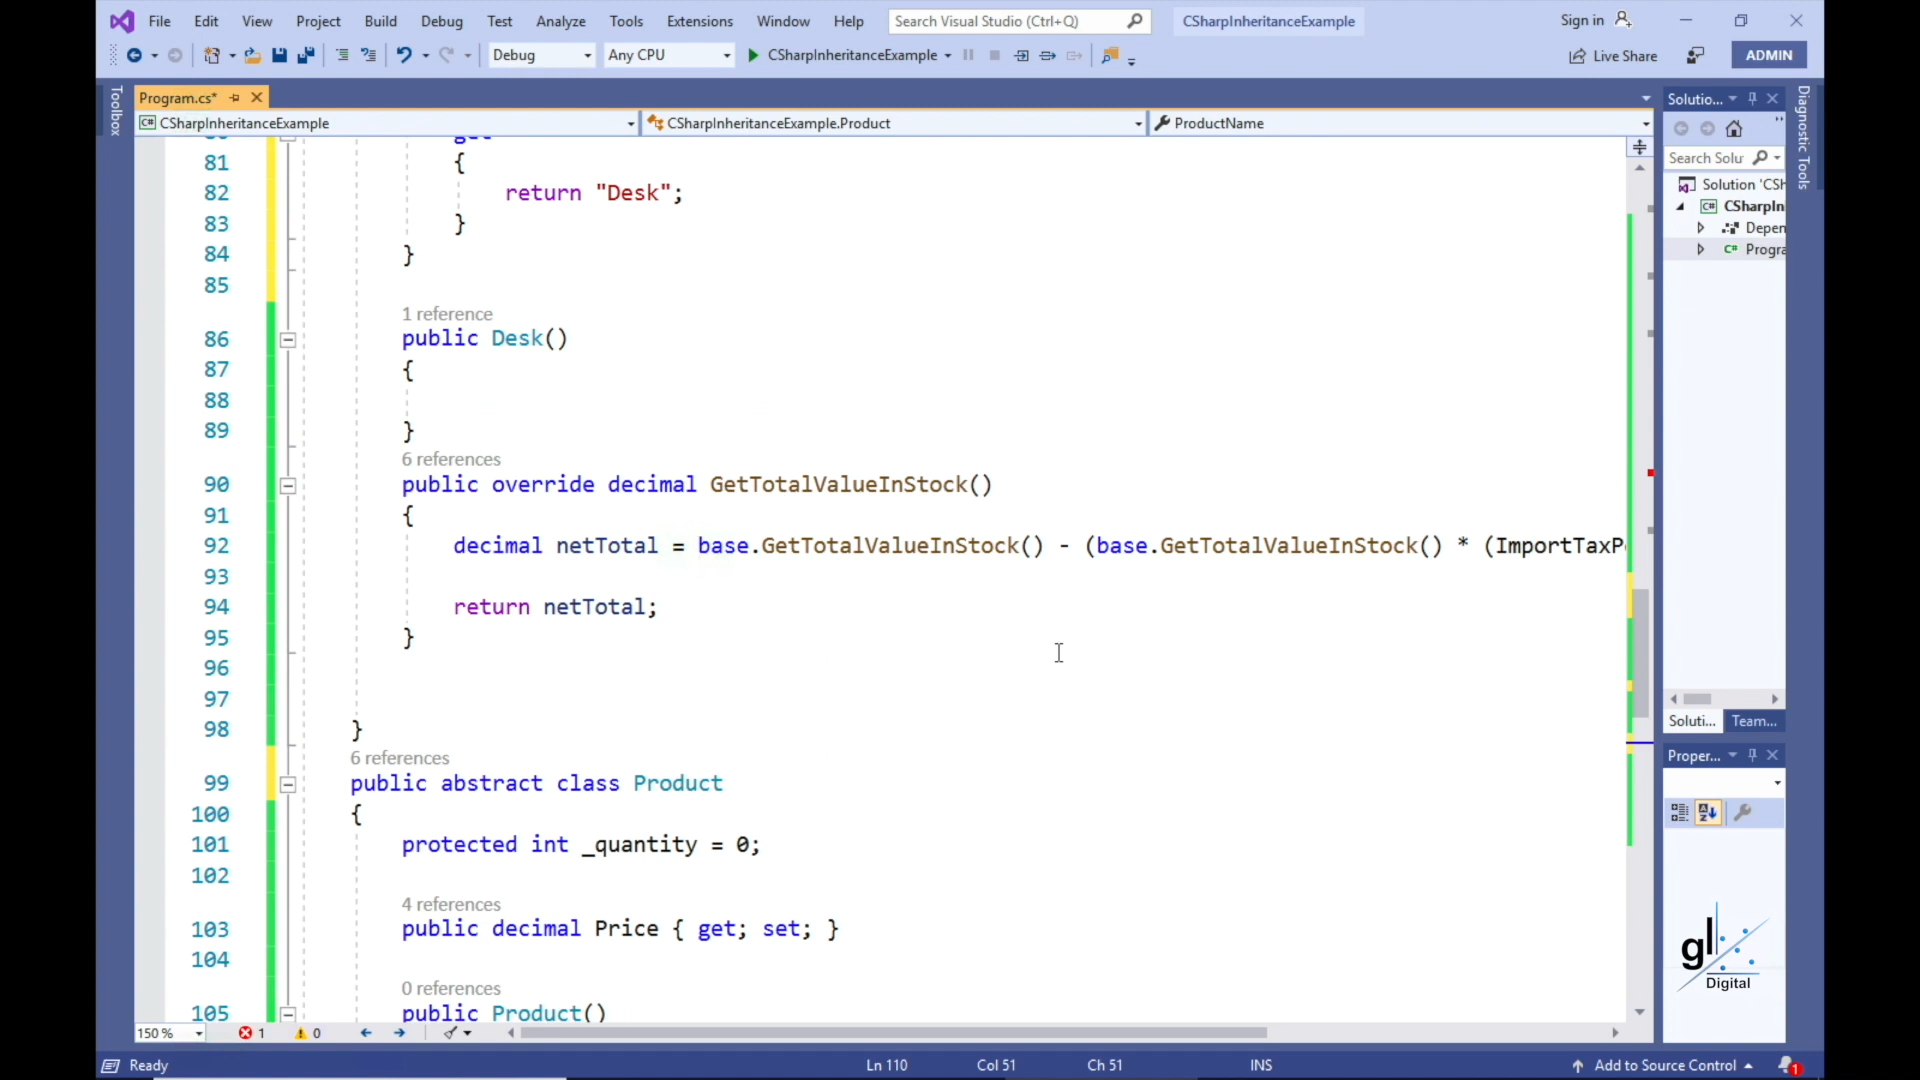 File Edit View Project Build Debug Test Analyze Tools Extensions Window Help Search Visual Studio (Ctrl+Q) CSharpInheritanceExample Sign in
Debug Any CPU CSharpInheritanceExample Live Share ADMIN
Toolbox
Program.cs*
Solutio...
Diagnostic Tools
C# CSharpInheritanceExample CSharpInheritanceExample.Product ProductName
Search Solu
Solution 'CSh
C# CSharpIn
Depen
C# Progra
get
81 {
82 return "Desk";
83 }
84 }
85
1 reference
86 public Desk()
87 {
88
89 }
6 references
90 public override decimal GetTotalValueInStock()
91 {
92 decimal netTotal = base.GetTotalValueInStock() - (base.GetTotalValueInStock() * (ImportTaxP
93
94 return netTotal;
95 }
96
97
98 }
6 references
99 public abstract class Product
100 {
101 protected int _quantity = 0;
102
4 references
103 public decimal Price { get; set; }
104
0 references
105 public Product()
Soluti... Team...
Proper...
gl
Digital
150 % 1 0
Ready Ln 110 Col 51 Ch 51 INS Add to Source Control 1